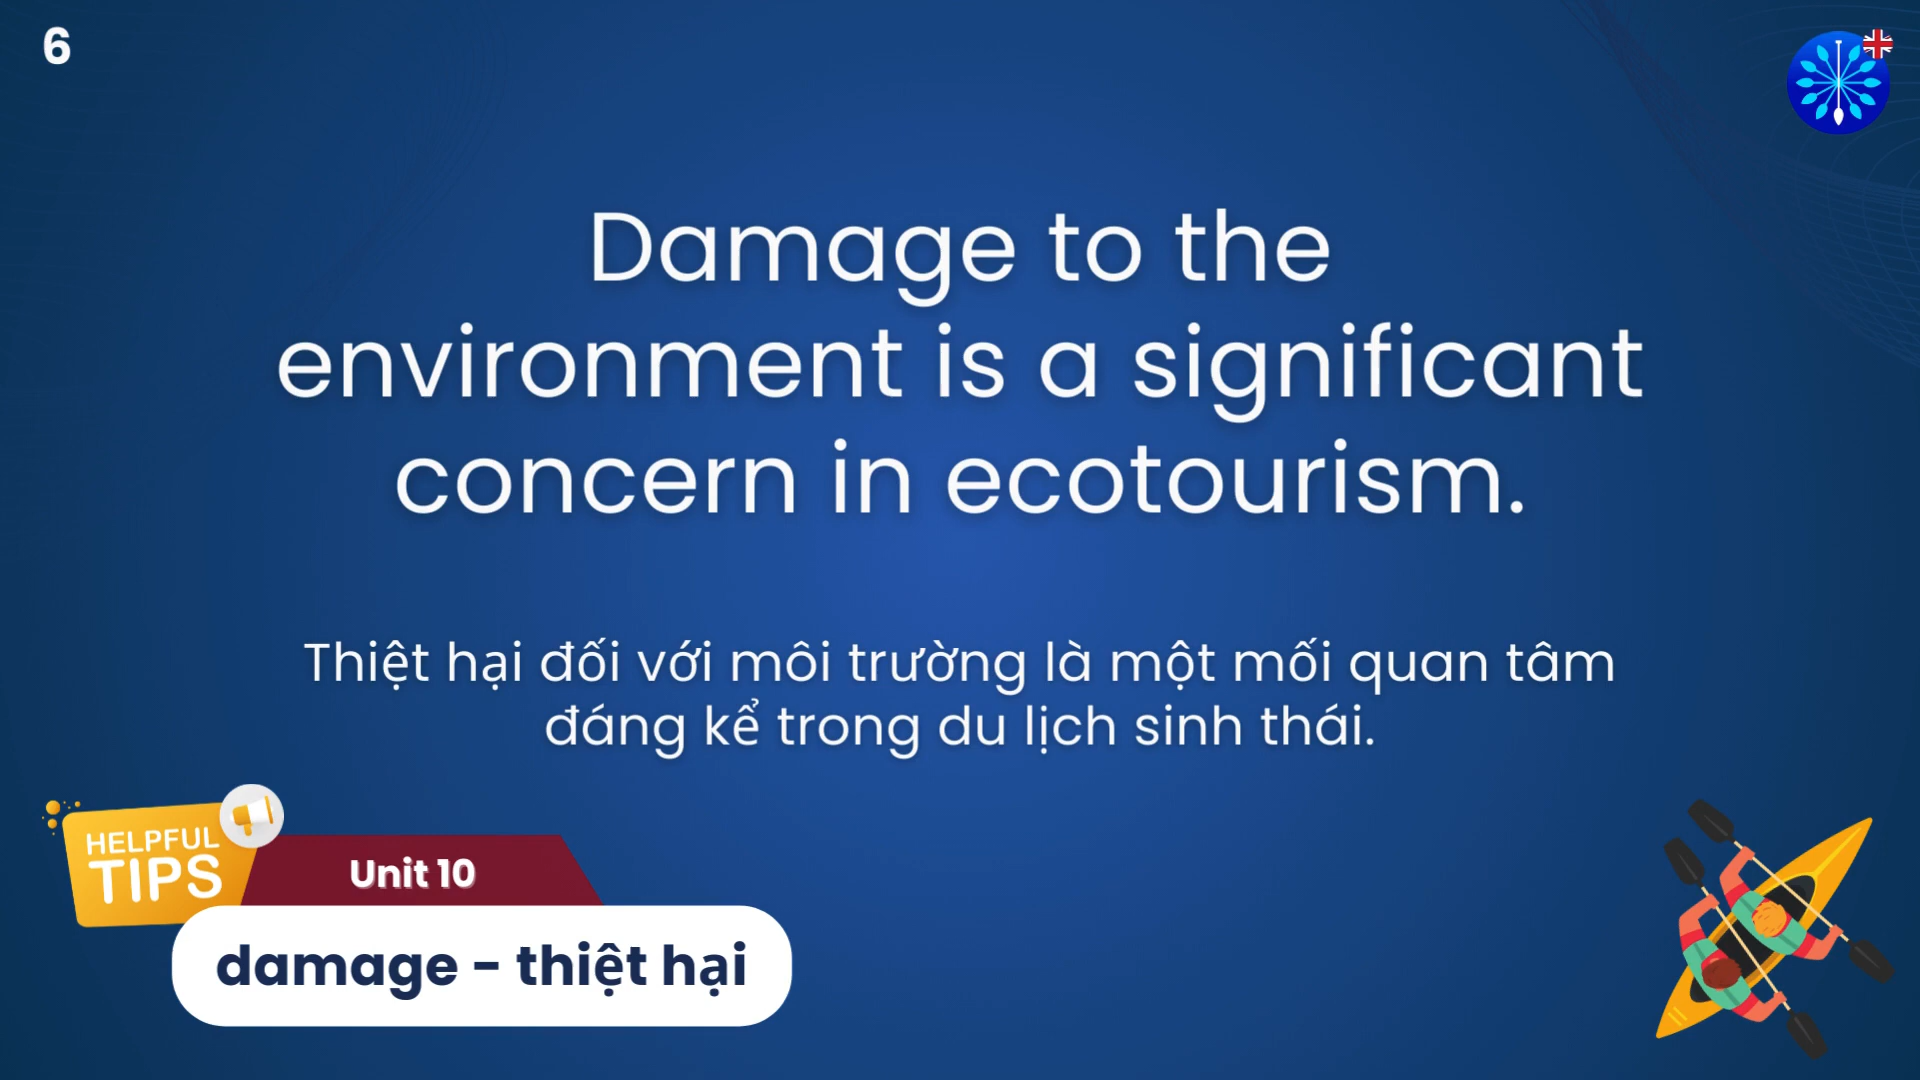 6
Damage to the
environment is a significant
concern in ecotourism.
Thiệt hại đối với môi trường là một mối quan tâm
đáng kể trong du lịch sinh thái.
HELPFUL
TIPS
Unit 10
damage - thiệt hại